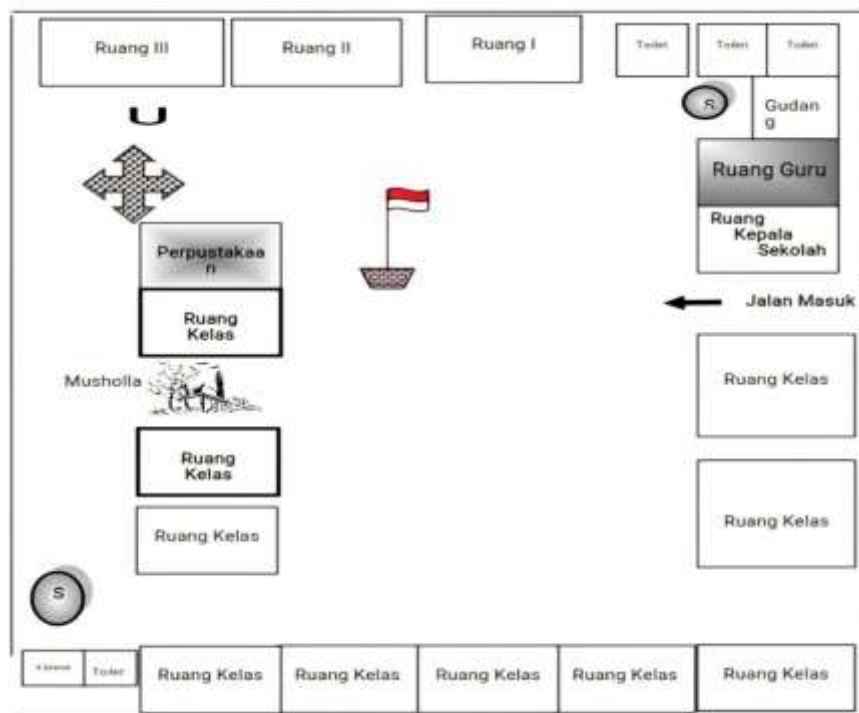 Ruang III
Ruang II
Ruang I
Toilet
Toilet
Toilet
U
S
Gudan
g
Ruang Guru
Ruang
Kepala
Sekolah
Perpustakaa
n
Jalan Masuk
Ruang
Kelas
Musholla
Ruang Kelas
Ruang
Kelas
Ruang Kelas
Ruang Kelas
S
Toilet
Ruang Kelas
Ruang Kelas
Ruang Kelas
Ruang Kelas
Ruang Kelas